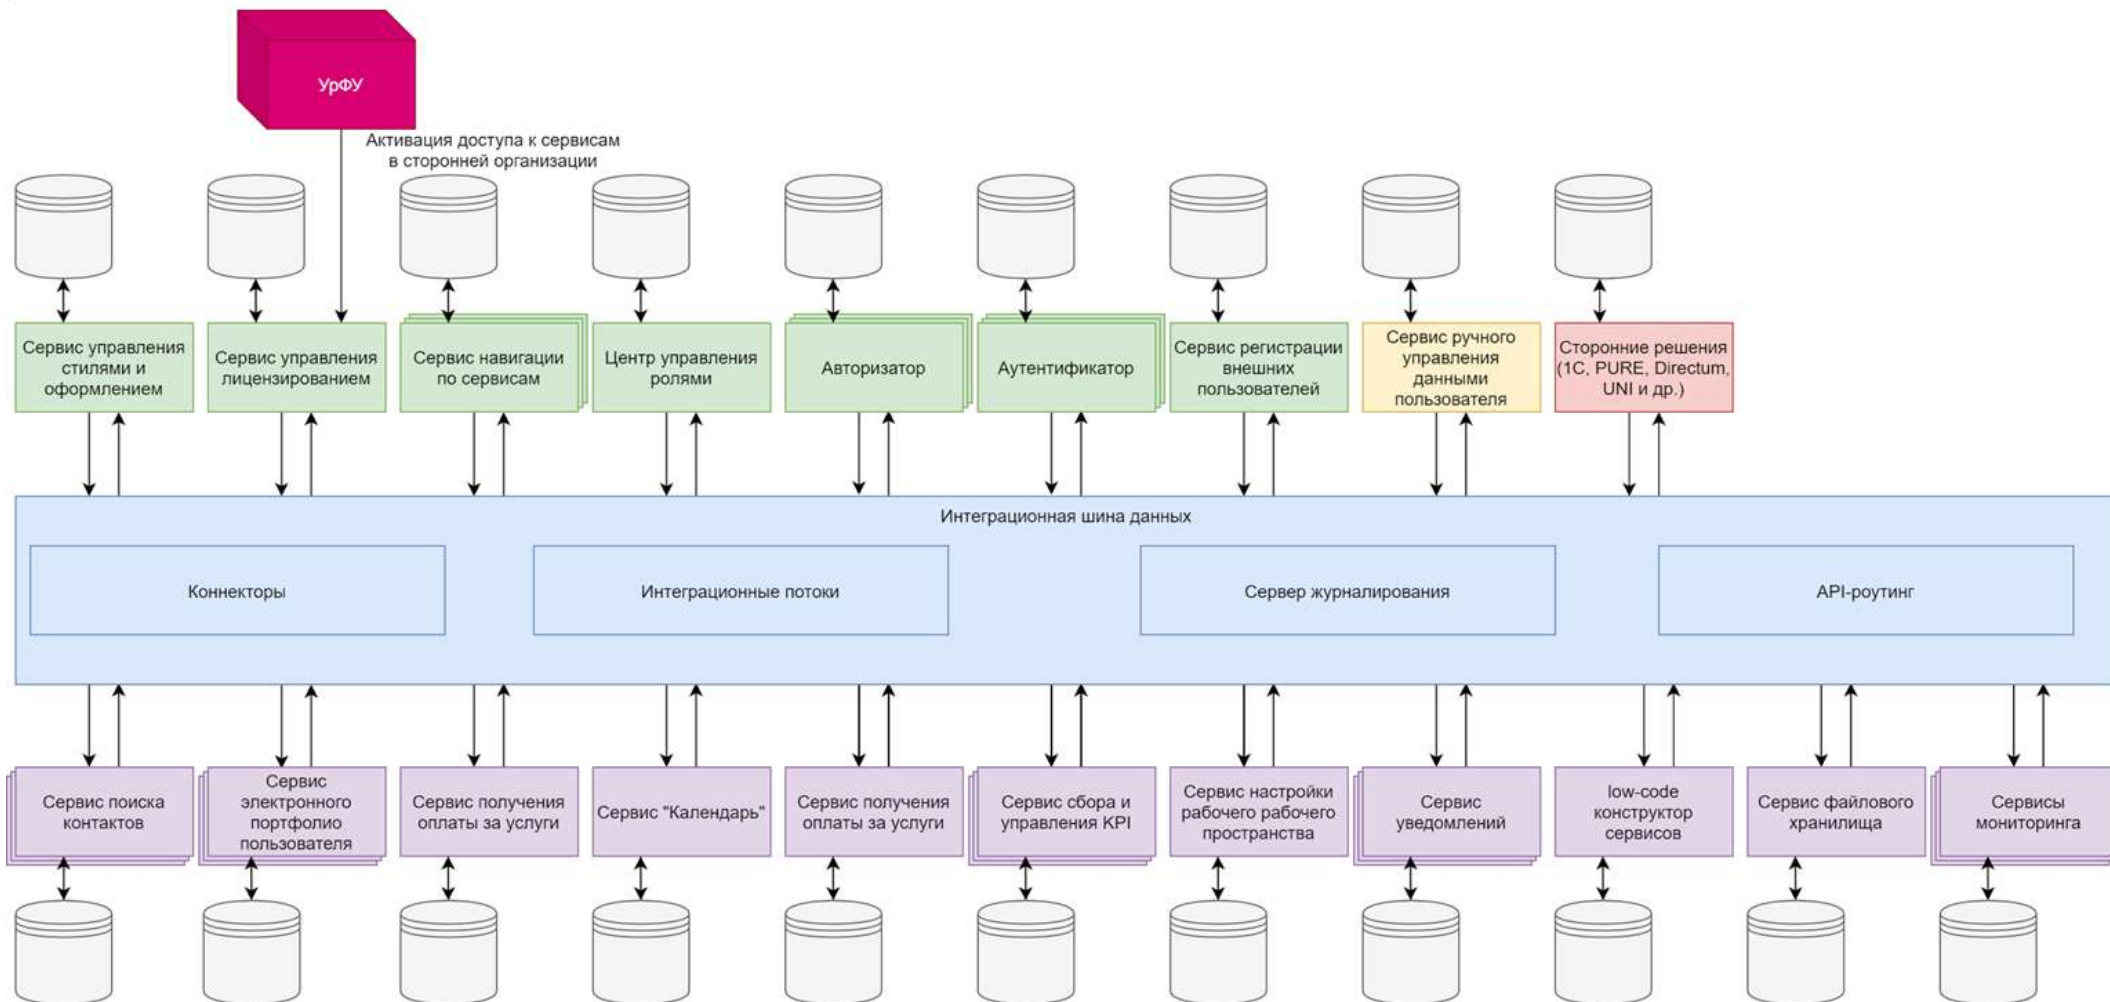 УрФУ
Активация доступа к сервисам
в сторонней организации
Сервис управления
стилями и
оформлением
Сервис управления
лицензированием
Сервис навигации
по сервисам
Центр управления
ролями
Авторизатор
Аутентификатор
Сервис регистрации
внешних
пользователей
Сервис ручного
управления
данными
пользователя
Сторонние решения
(1С, PURE, Directum,
UNI и др.)
Интеграционная шина данных
Коннекторы
Интеграционные потоки
Сервер журналирования
API-роутинг
Сервис поиска
контактов
Сервис
электронного
портфолио
пользователя
Сервис получения
оплаты за услуги
Сервис "Календарь"
Сервис получения
оплаты за услуги
Сервис сбора и
управления KPI
Сервис настройки
рабочего рабочего
пространства
Сервис
уведомлений
low-code
конструктор
сервисов
Сервис файлового
хранилища
Сервисы
мониторинга